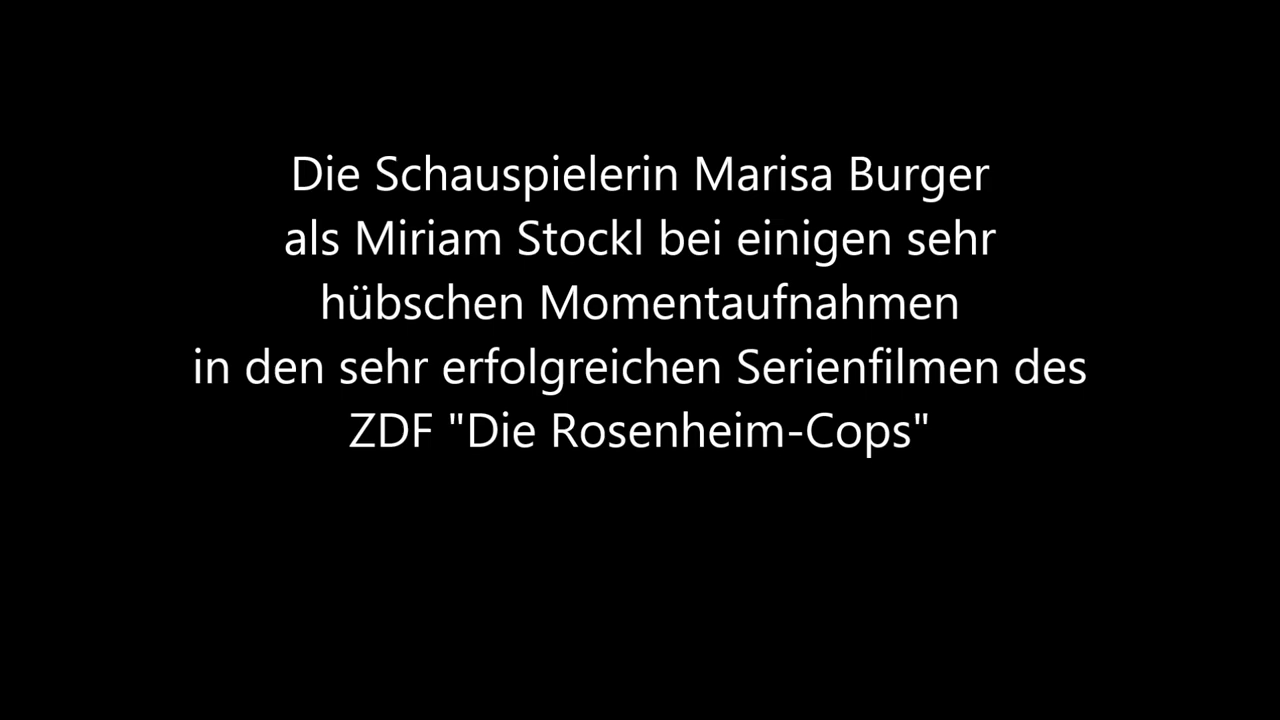 Die Schauspielerin Marisa Burger
als Miriam Stockl bei einigen sehr
hübschen Momentaufnahmen
in den sehr erfolgreichen Serienfilmen des
ZDF "Die Rosenheim-Cops"